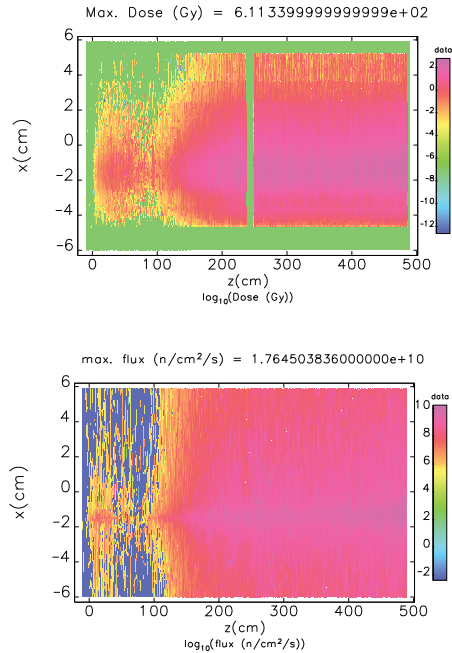 Max. Dose (Gy) = 6.113399999999999e+02
data
6
4
2
0
−2
−4
−6
x(cm)
2
0
−2
−4
−6
−8
−10
−12
0 100 200 300 400 500
z(cm)
log10(Dose (Gy))
max. flux (n/cm2/s) = 1.764503836000000e+10
data
6
4
2
0
−2
−4
−6
x(cm)
10
8
6
4
2
0
−2
0 100 200 300 400 500
z(cm)
log10(flux (n/cm2/s))